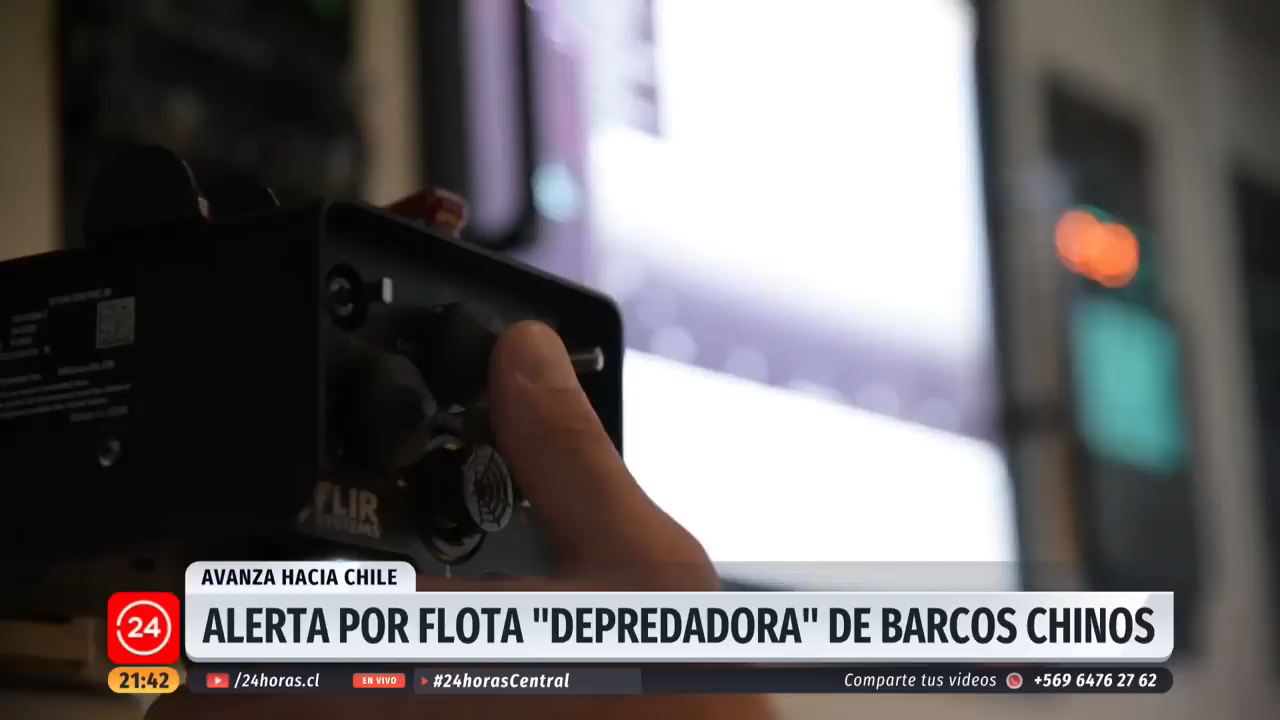 FLIR
SYSTEMS
AVANZA HACIA CHILE
24
ALERTA POR FLOTA "DEPREDADORA" DE BARCOS CHINOS
21:42 /24horas.cl EN VIVO #24horasCentral Comparte tus videos +569 6476 27 62